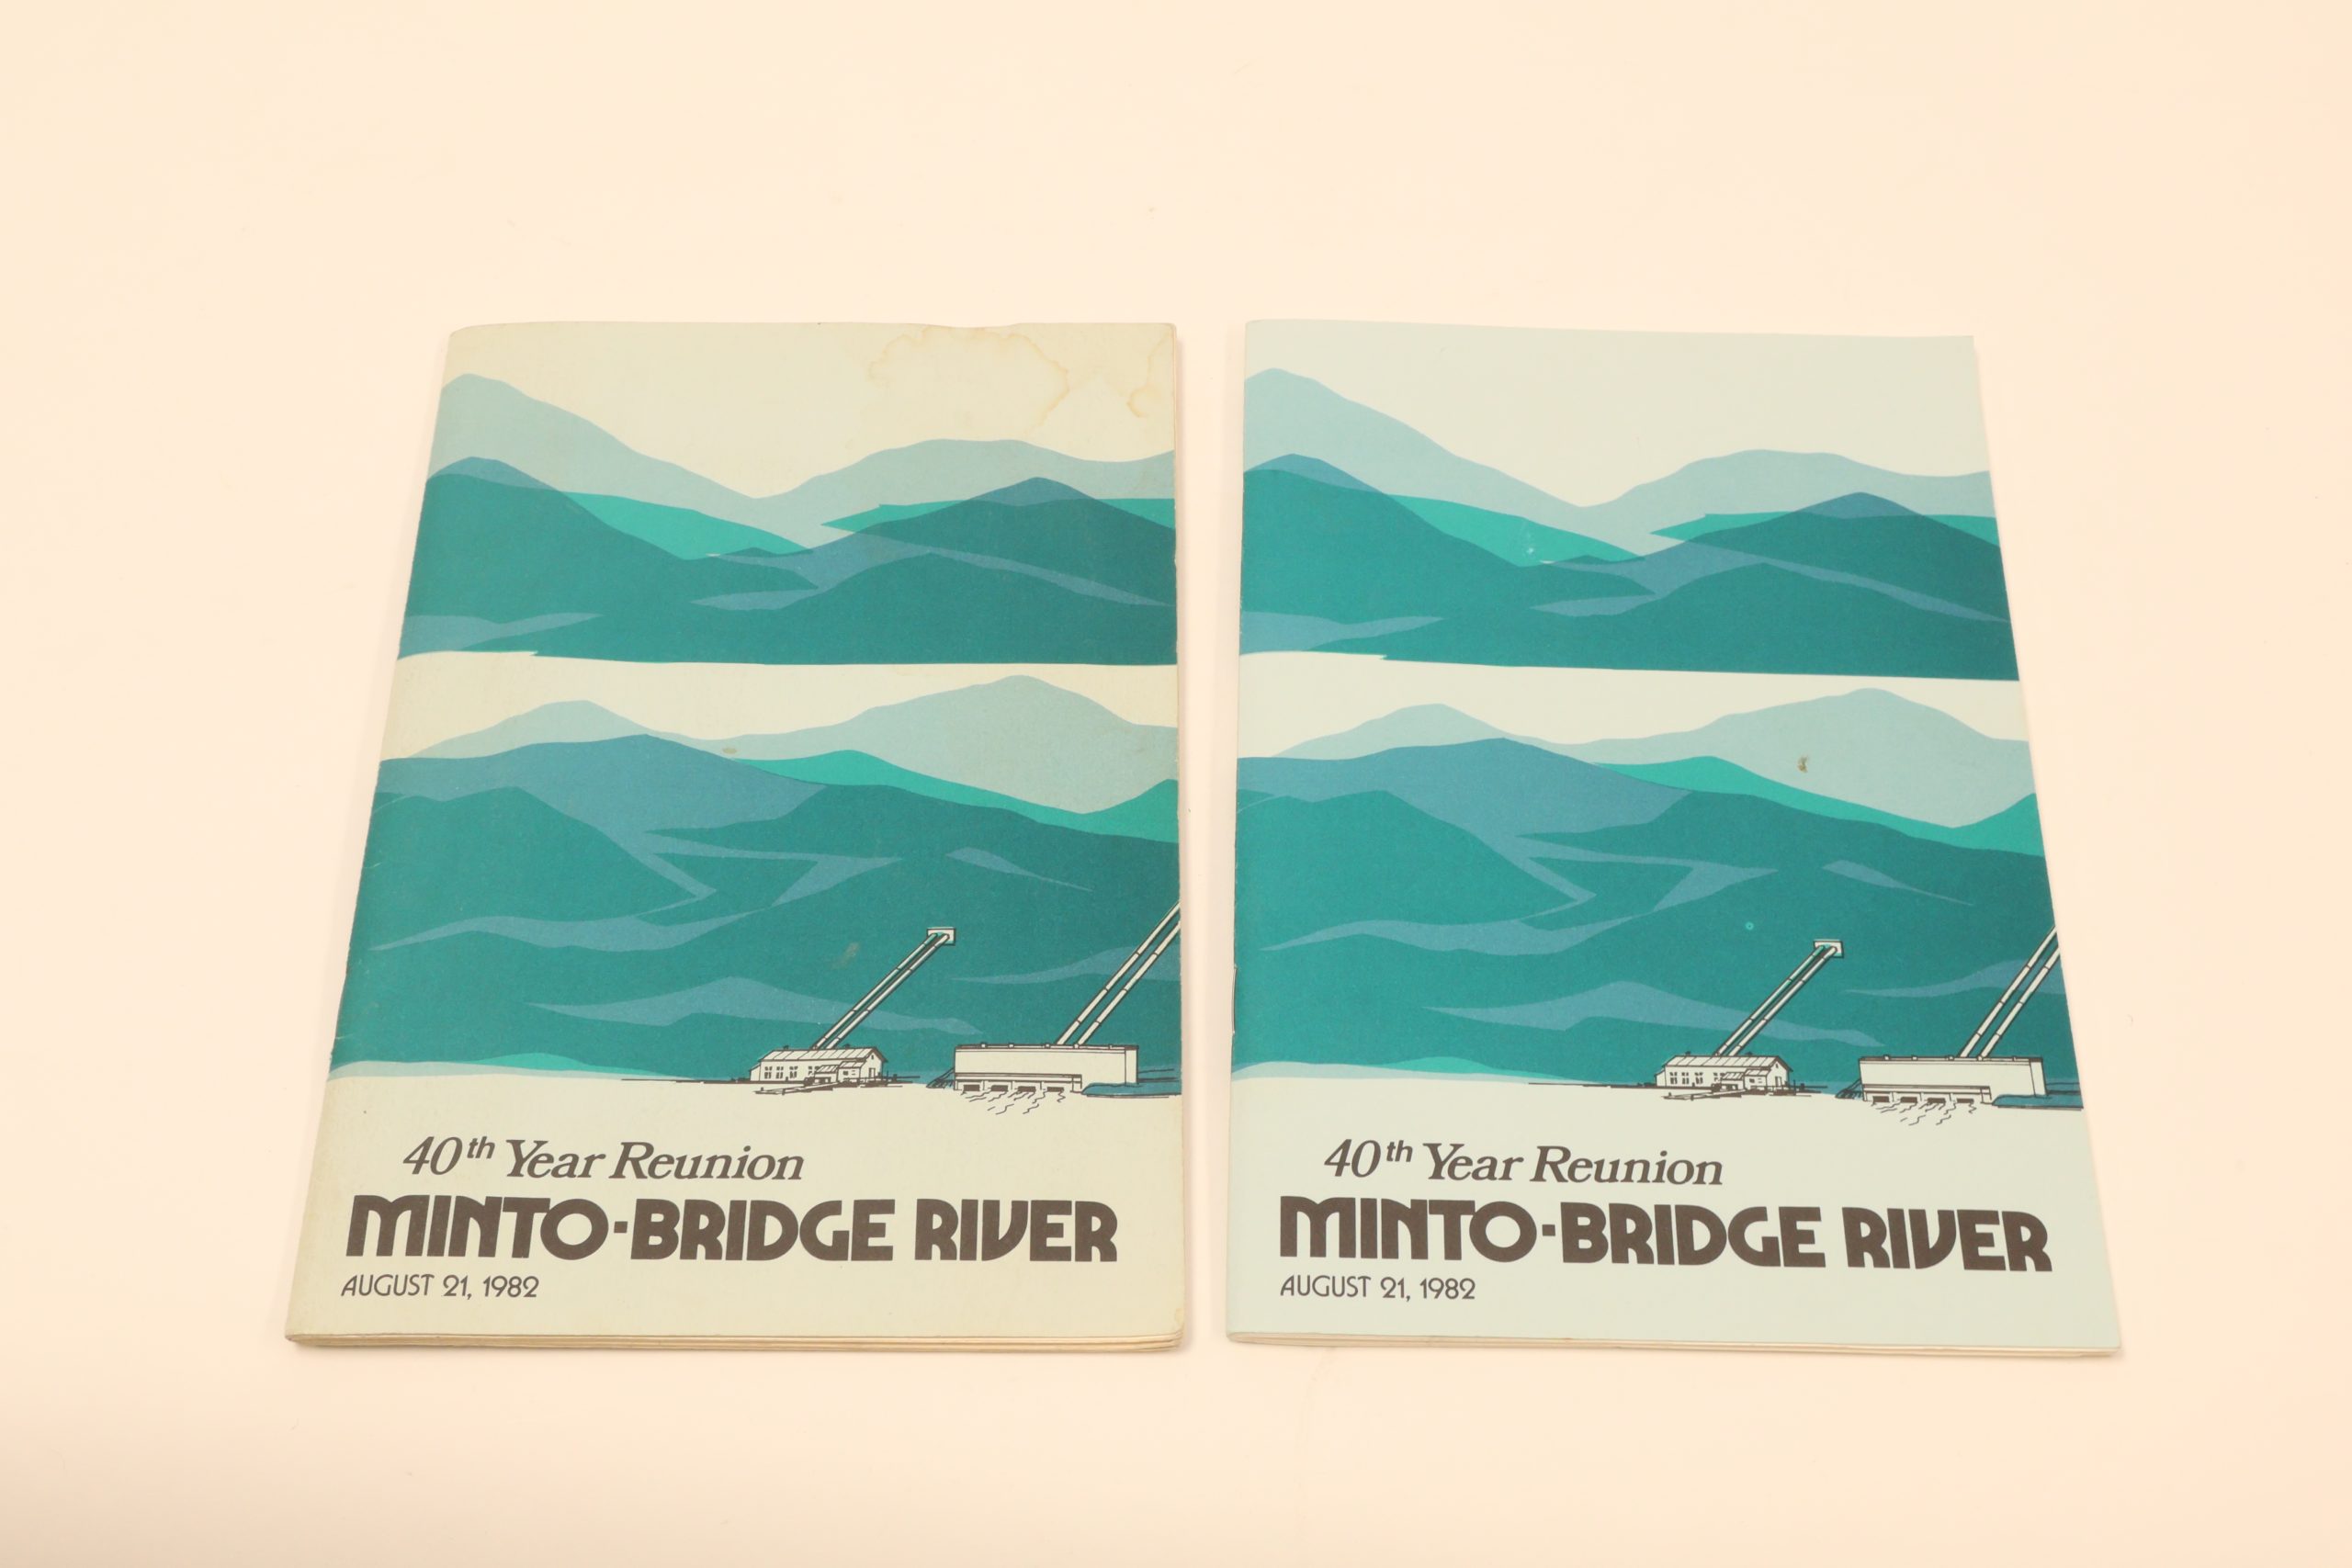 40th Year Reunion
MINTO-BRIDGE RIVER
AUGUST 21, 1982
40th Year Reunion
MINTO-BRIDGE RIVER
AUGUST 21, 1982